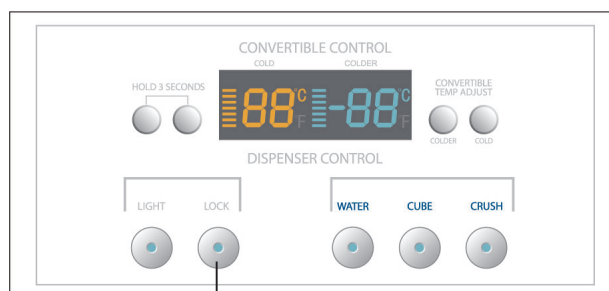 CONVERTIBLE CONTROL
COLD COLDER
HOLD 3 SECONDS
88°C F -88°C F
CONVERTIBLE
TEMP ADJUST
COLDER COLD
DISPENSER CONTROL
LIGHT LOCK WATER CUBE CRUSH